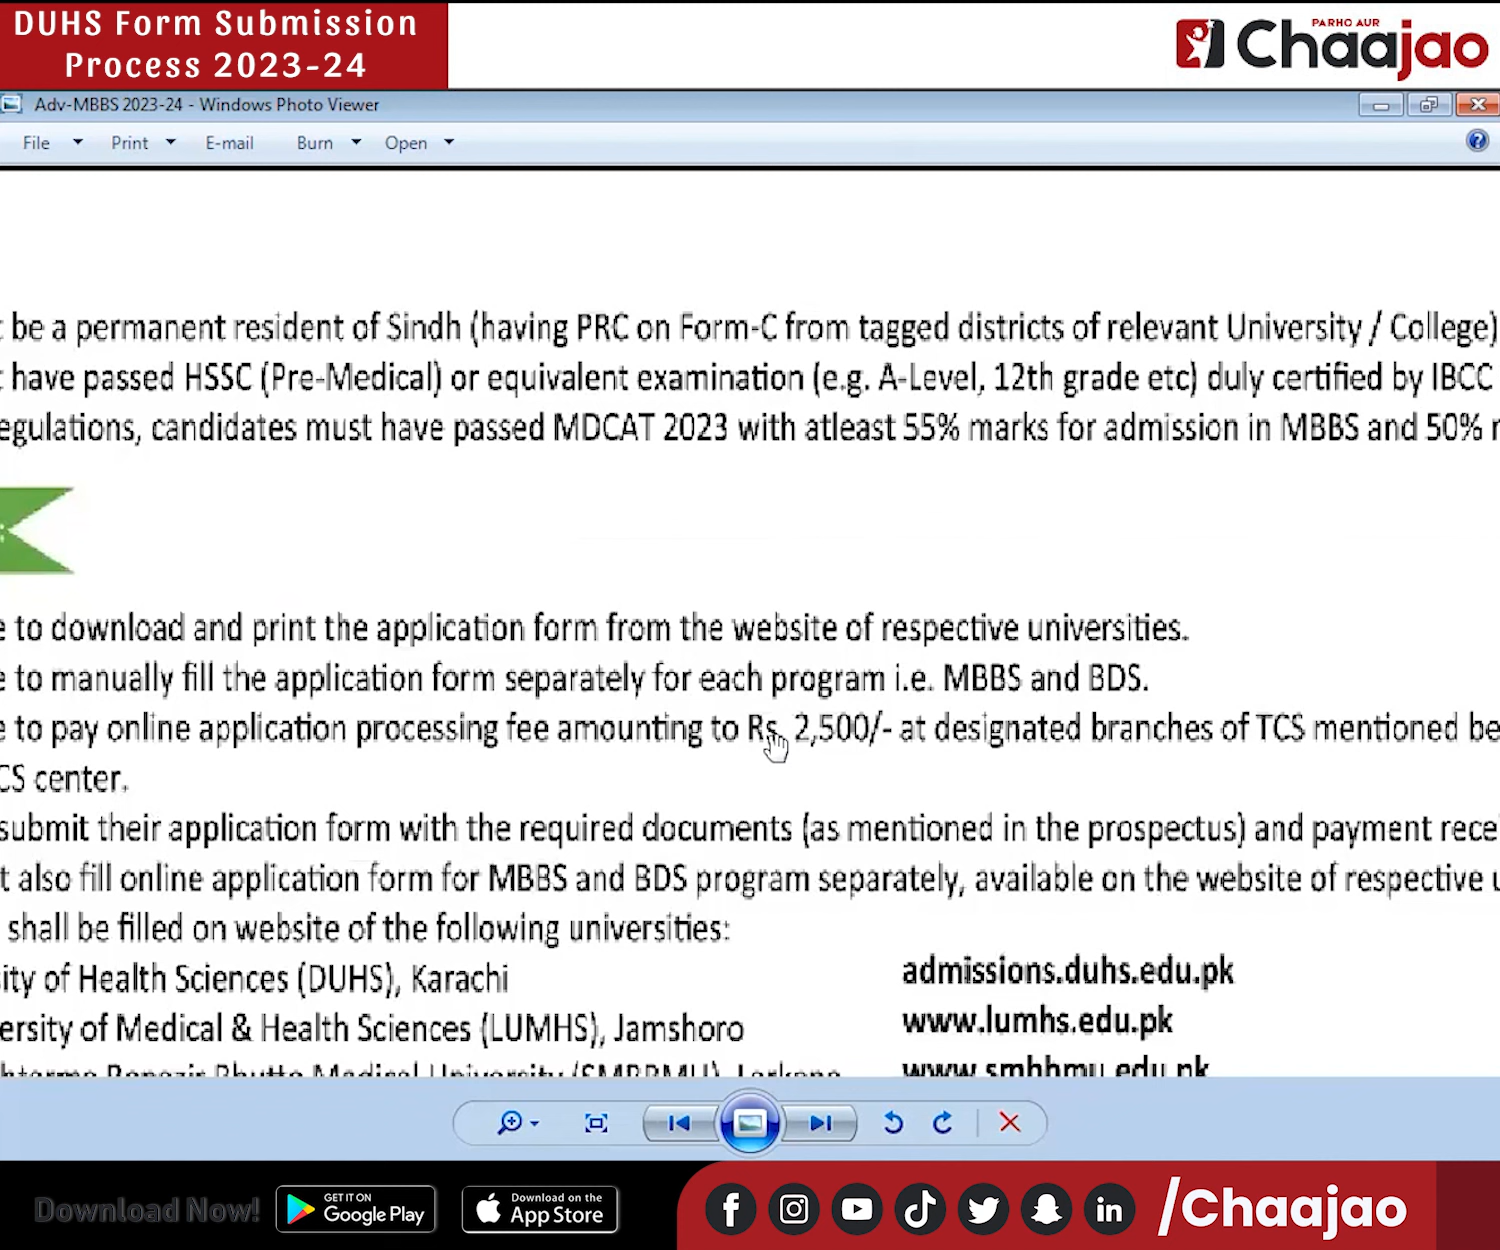 DUHS Form Submission
Process 2023-24
PARHO AUR
Chaajao
Adv-MBBS 2023-24 - Windows Photo Viewer
File Print E-mail Burn Open
be a permanent resident of Sindh (having PRC on Form-C from tagged districts of relevant University / College)
have passed HSSC (Pre-Medical) or equivalent examination (e.g. A-Level, 12th grade etc) duly certified by IBCC
egulations, candidates must have passed MDCAT 2023 with atleast 55% marks for admission in MBBS and 50%
e to download and print the application form from the website of respective universities.
e to manually fill the application form separately for each program i.e. MBBS and BDS.
e to pay online application processing fee amounting to Rs. 2,500/- at designated branches of TCS mentioned be
CS center.
submit their application form with the required documents (as mentioned in the prospectus) and payment rece
t also fill online application form for MBBS and BDS program separately, available on the website of respective u
shall be filled on website of the following universities:
ity of Health Sciences (DUHS), Karachi admissions.duhs.edu.pk
ersity of Medical & Health Sciences (LUMHS), Jamshoro www.lumhs.edu.pk
Benazir Bhutto Medical University (SMBBMU), Larkana www.smbbmu.edu.pk
Download Now!
GET IT ON
Google Play
Download on the
App Store
/Chaajao